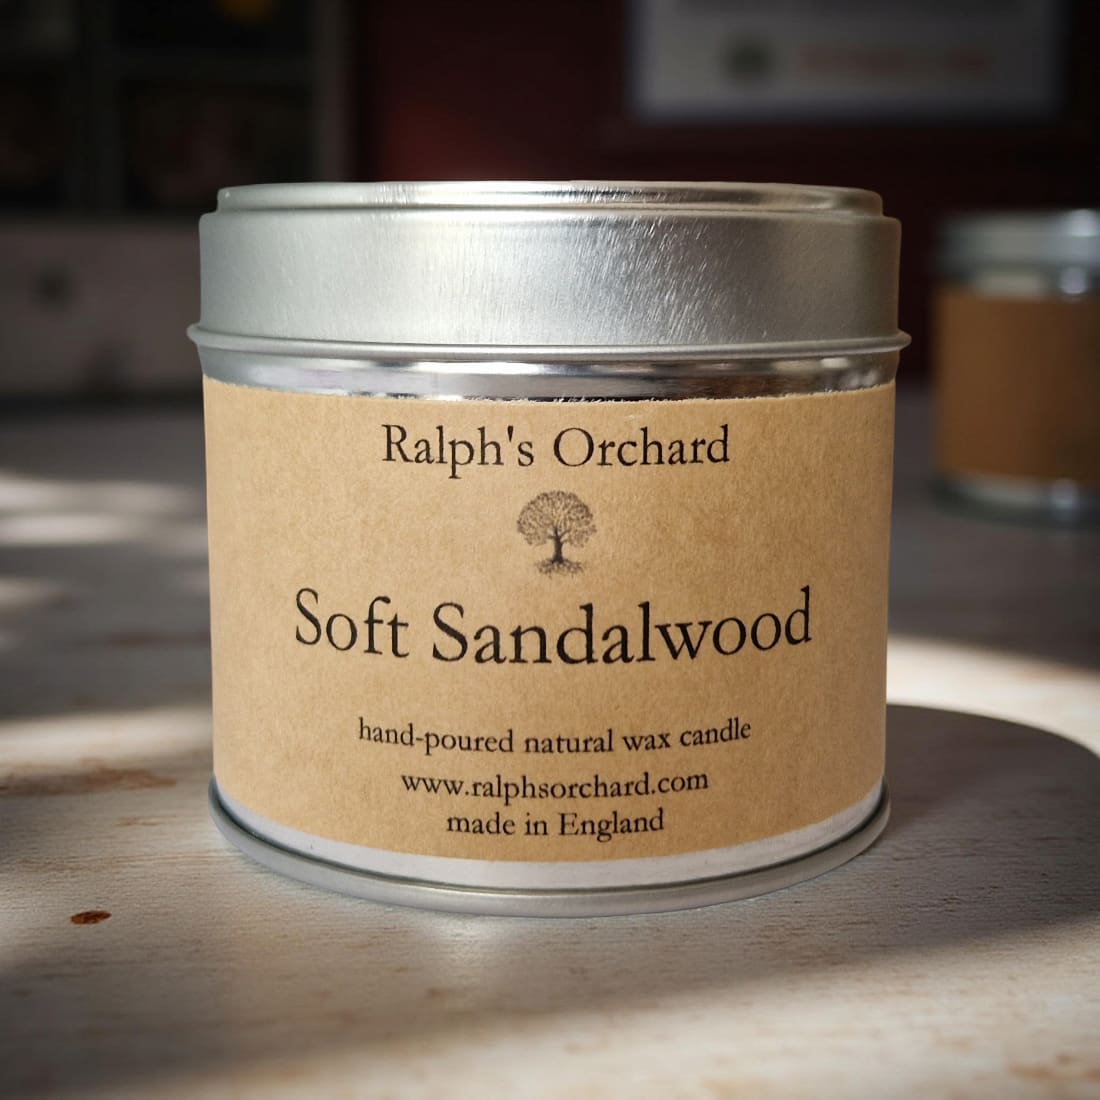 Ralph's Orchard
Soft Sandalwood
hand-poured natural wax candle
www.ralphsorchard.com
made in England